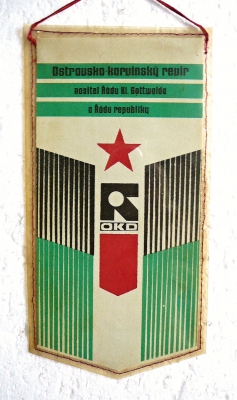 Ostravsko-karvinský revír
nositel Řádu Kl. Gottwalda
a Řádu republiky
OKD